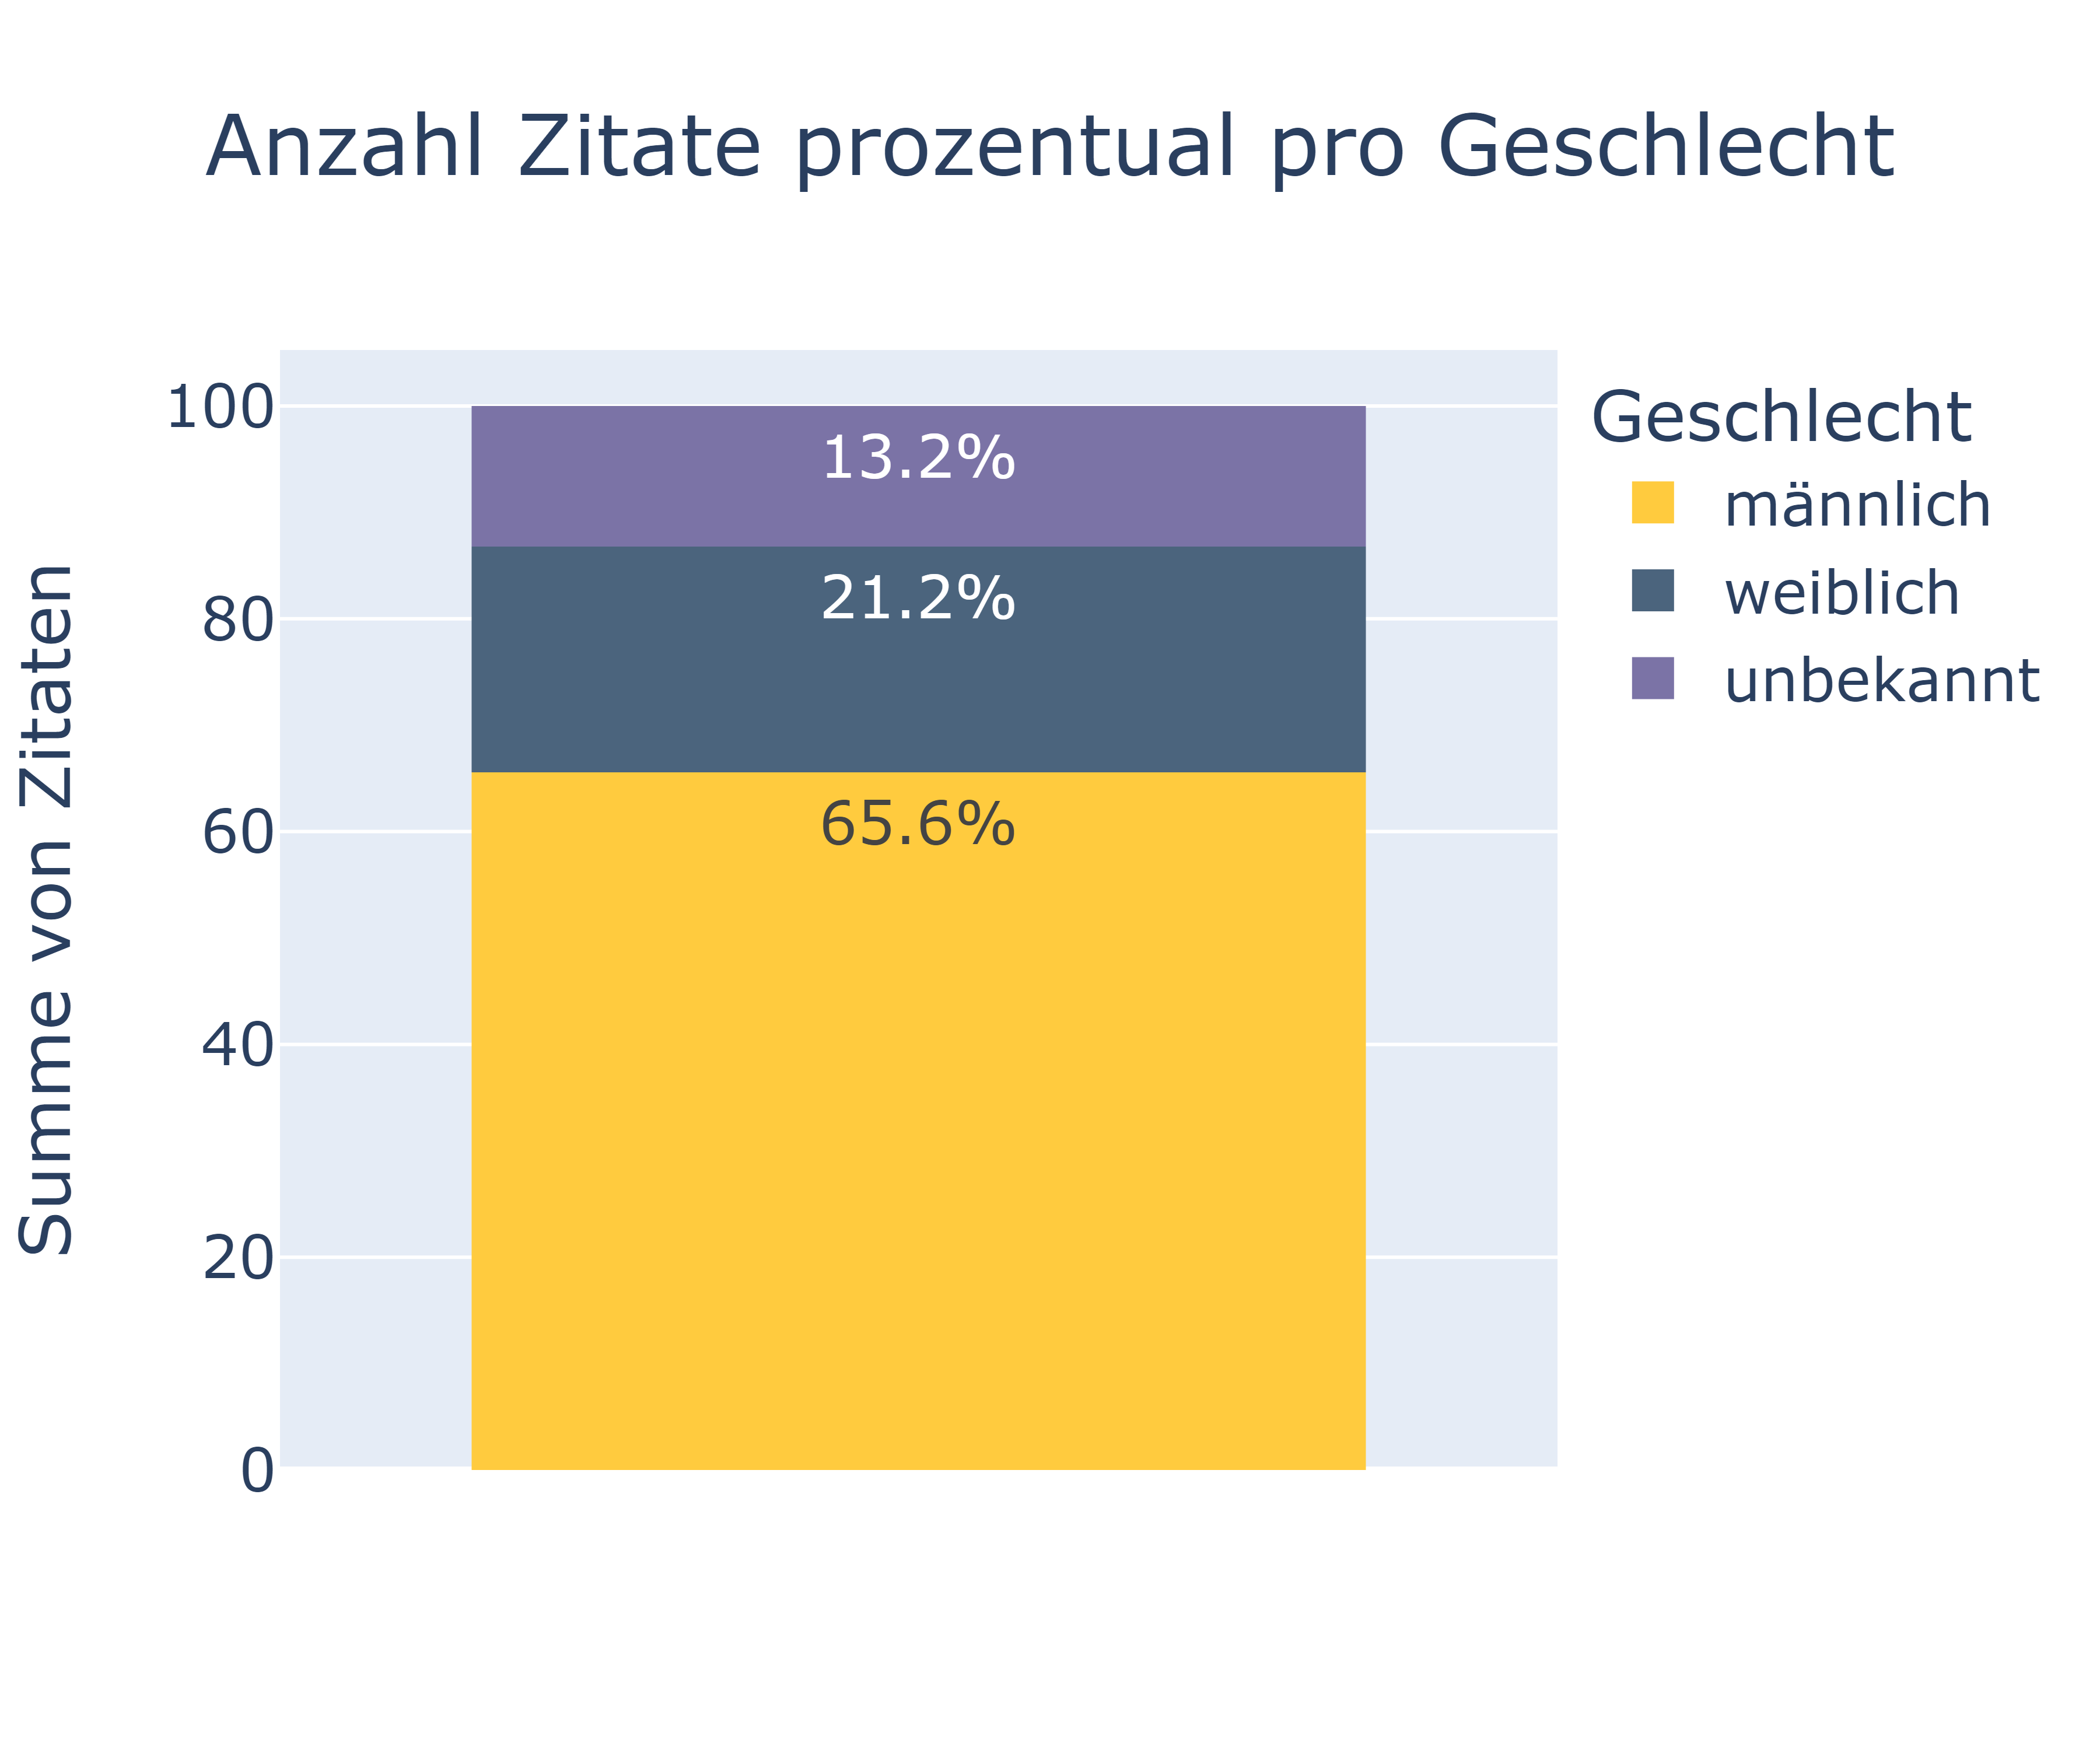 Anzahl Zitate prozentual pro Geschlecht
Summe von Zitaten
100
80
60
40
20
0
13.2%
21.2%
65.6%
Geschlecht
männlich
weiblich
unbekannt